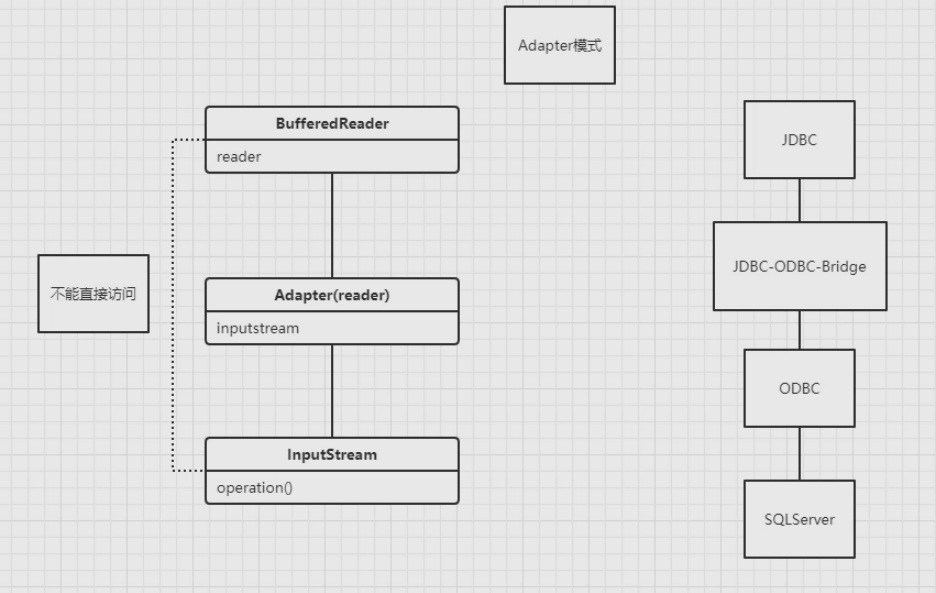 Adapter模式
BufferedReader
reader
JDBC
不能直接访问
Adapter(reader)
inputstream
JDBC-ODBC-Bridge
InputStream
operation()
ODBC
SQLServer